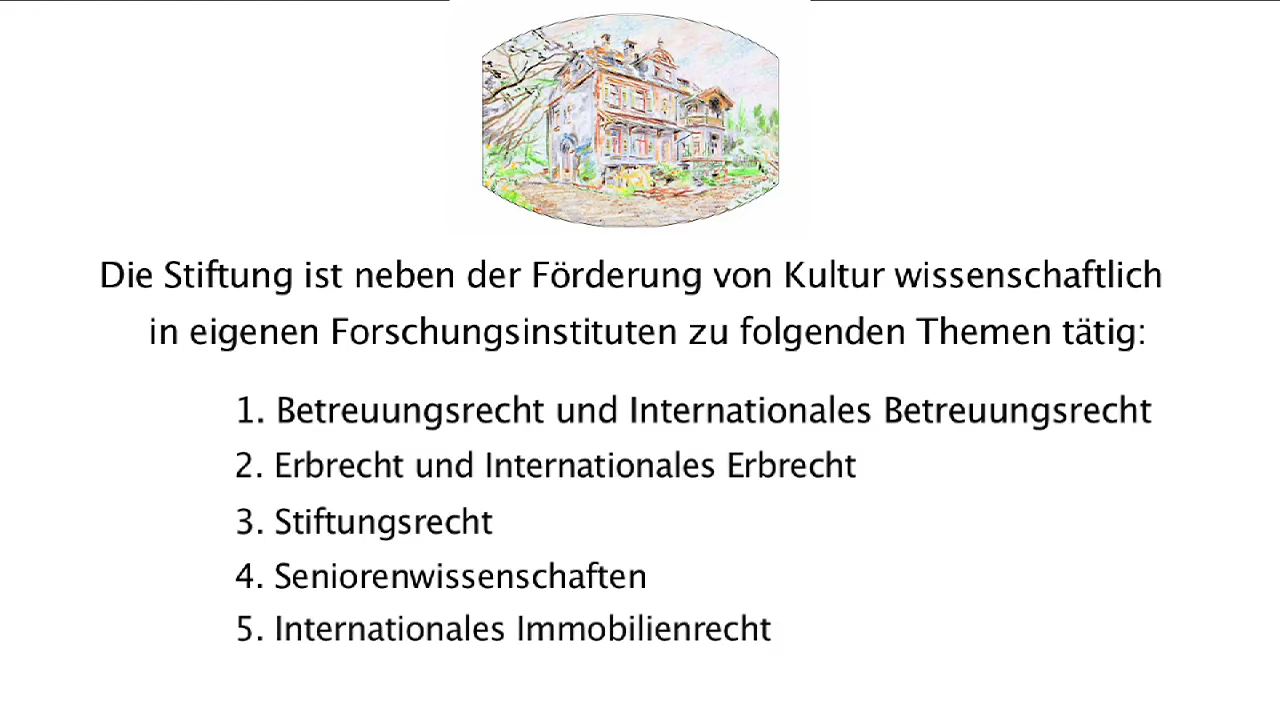 Die Stiftung ist neben der Förderung von Kultur wissenschaftlich
in eigenen Forschungsinstituten zu folgenden Themen tätig:
1. Betreuungsrecht und Internationales Betreuungsrecht
2. Erbrecht und Internationales Erbrecht
3. Stiftungsrecht
4. Seniorenwissenschaften
5. Internationales Immobilienrecht